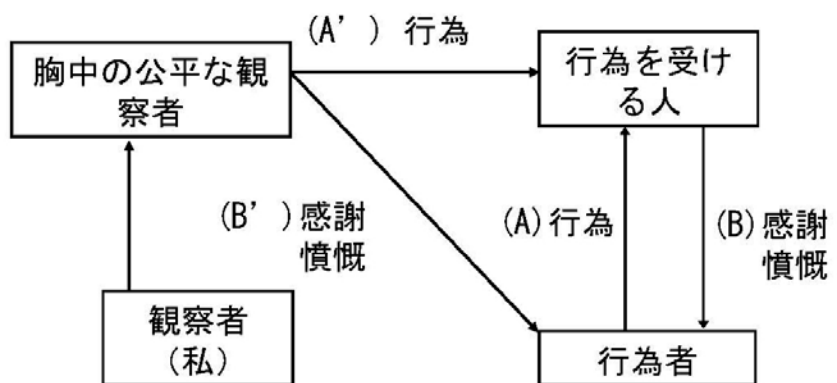 (A’) 行為
胸中の公平な観
察者
行為を受け
る人
(B’)感謝
憤慨
(A)行為
(B)感謝
憤慨
観察者
(私)
行為者